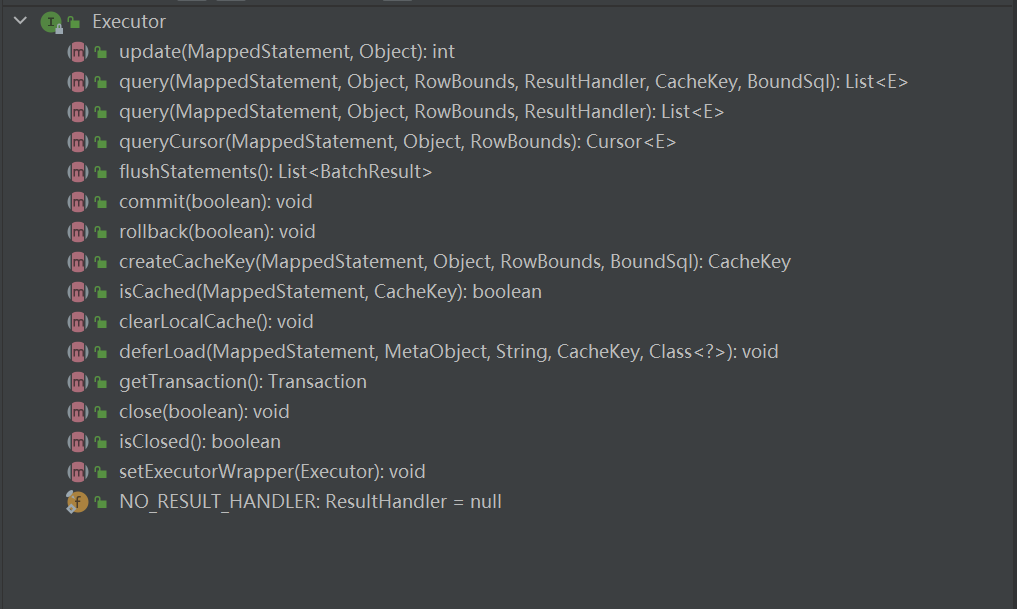 Executor
update(MappedStatement, Object): int
query(MappedStatement, Object, RowBounds, ResultHandler, CacheKey, BoundSql): List<E>
query(MappedStatement, Object, RowBounds, ResultHandler): List<E>
queryCursor(MappedStatement, Object, RowBounds): Cursor<E>
flushStatements(): List<BatchResult>
commit(boolean): void
rollback(boolean): void
createCacheKey(MappedStatement, Object, RowBounds, BoundSql): CacheKey
isCached(MappedStatement, CacheKey): boolean
clearLocalCache(): void
deferLoad(MappedStatement, MetaObject, String, CacheKey, Class<?>): void
getTransaction(): Transaction
close(boolean): void
isClosed(): boolean
setExecutorWrapper(Executor): void
NO_RESULT_HANDLER: ResultHandler = null